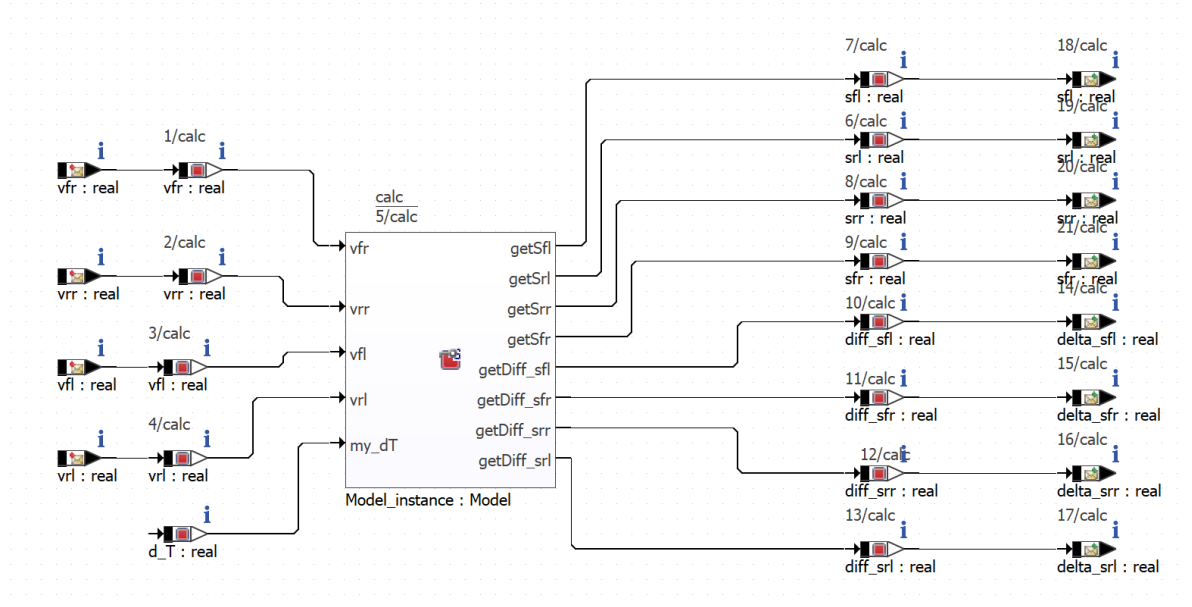 7/calc
18/calc
sfl : real
sfl : real
19/calc
6/calc
srl : real
srl : real
20/calc
8/calc
srr : real
srr : real
21/calc
9/calc
sfr : real
sfr : real
14/calc
10/calc
diff_sfl : real
delta_sfl : real
15/calc
11/calc
diff_sfr : real
delta_sfr : real
16/calc
12/calc
diff_srr : real
delta_srr : real
13/calc
17/calc
diff_srl : real
delta_srl : real
1/calc
vfr : real
vfr : real
2/calc
vrr : real
vrr : real
3/calc
vfl : real
vfl : real
4/calc
vrl : real
vrl : real
d_T : real
calc
5/calc
vfr
vrr
vfl
vrl
my_dT
getSfl
getSrl
getSrr
getSfr
getDiff_sfl
getDiff_sfr
getDiff_srr
getDiff_srl
Model_instance : Model